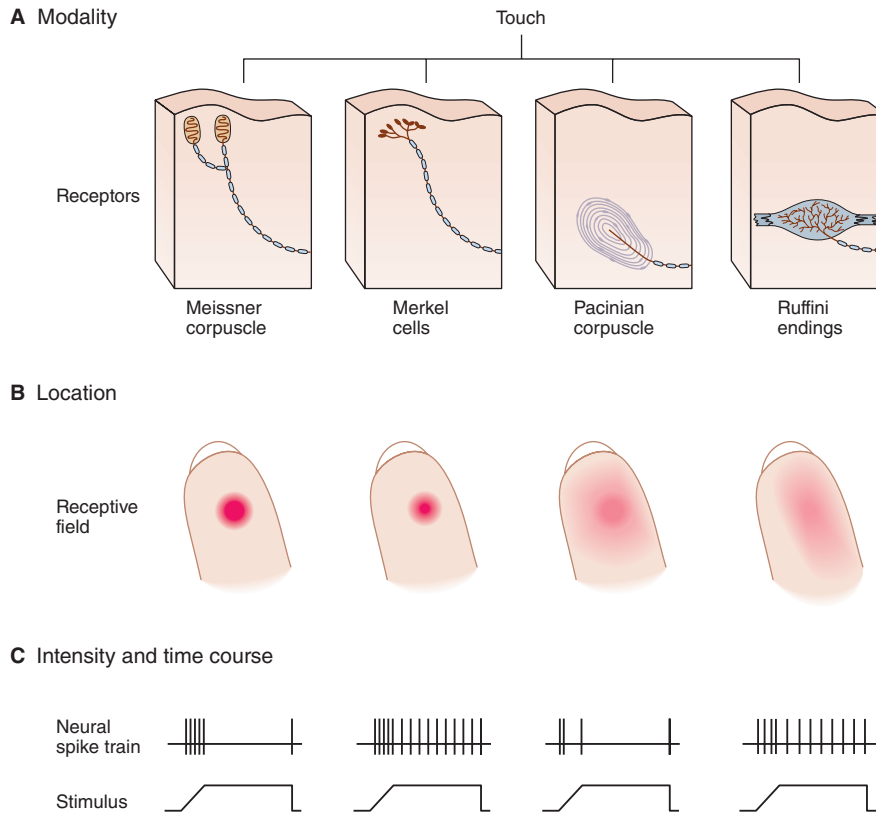 A Modality
Touch
Receptors
Meissner
corpuscle
Merkel
cells
Pacinian
corpuscle
Ruffini
endings
B Location
Receptive
field
C Intensity and time course
Neural
spike train
Stimulus